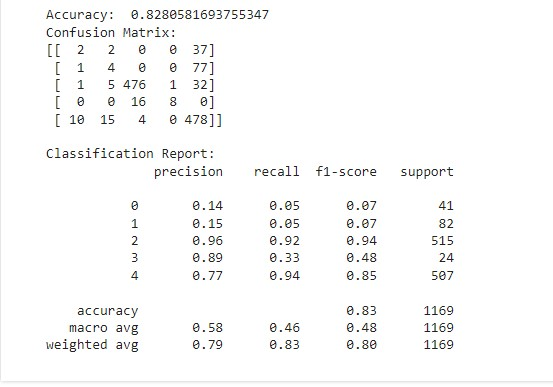 Accuracy:  0.8280581693755347
Confusion Matrix:
[[  2   2   0   0  37]
 [  1   4   0   0  77]
 [  1   5 476   1  32]
 [  0   0  16   8   0]
 [ 10  15   4   0 478]]
Classification Report:
              precision    recall  f1-score   support
           0       0.14      0.05      0.07        41
           1       0.15      0.05      0.07        82
           2       0.96      0.92      0.94       515
           3       0.89      0.33      0.48        24
           4       0.77      0.94      0.85       507
    accuracy                           0.83      1169
   macro avg       0.58      0.46      0.48      1169
weighted avg       0.79      0.83      0.80      1169